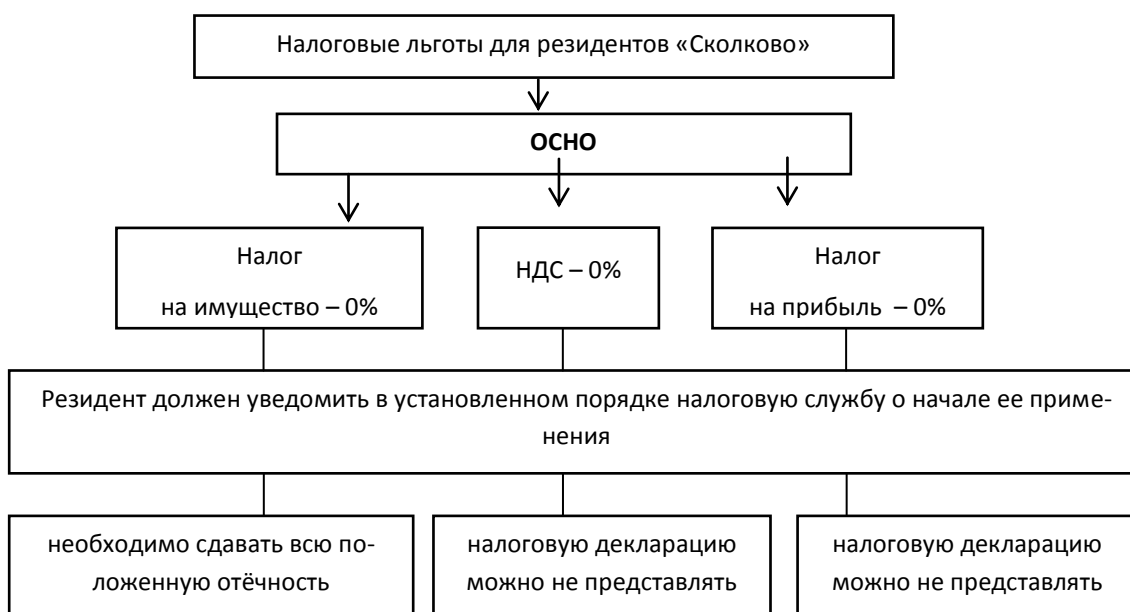 Налоговые льготы для резидентов «Сколково»
ОСНО
Налог
на имущество – 0%
НДС – 0%
Налог
на прибыль – 0%
Резидент должен уведомить в установленном порядке налоговую службу о начале ее приме-
нения
необходимо сдавать всю по-
ложенную отёчность
налоговую декларацию
можно не представлять
налоговую декларацию
можно не представлять